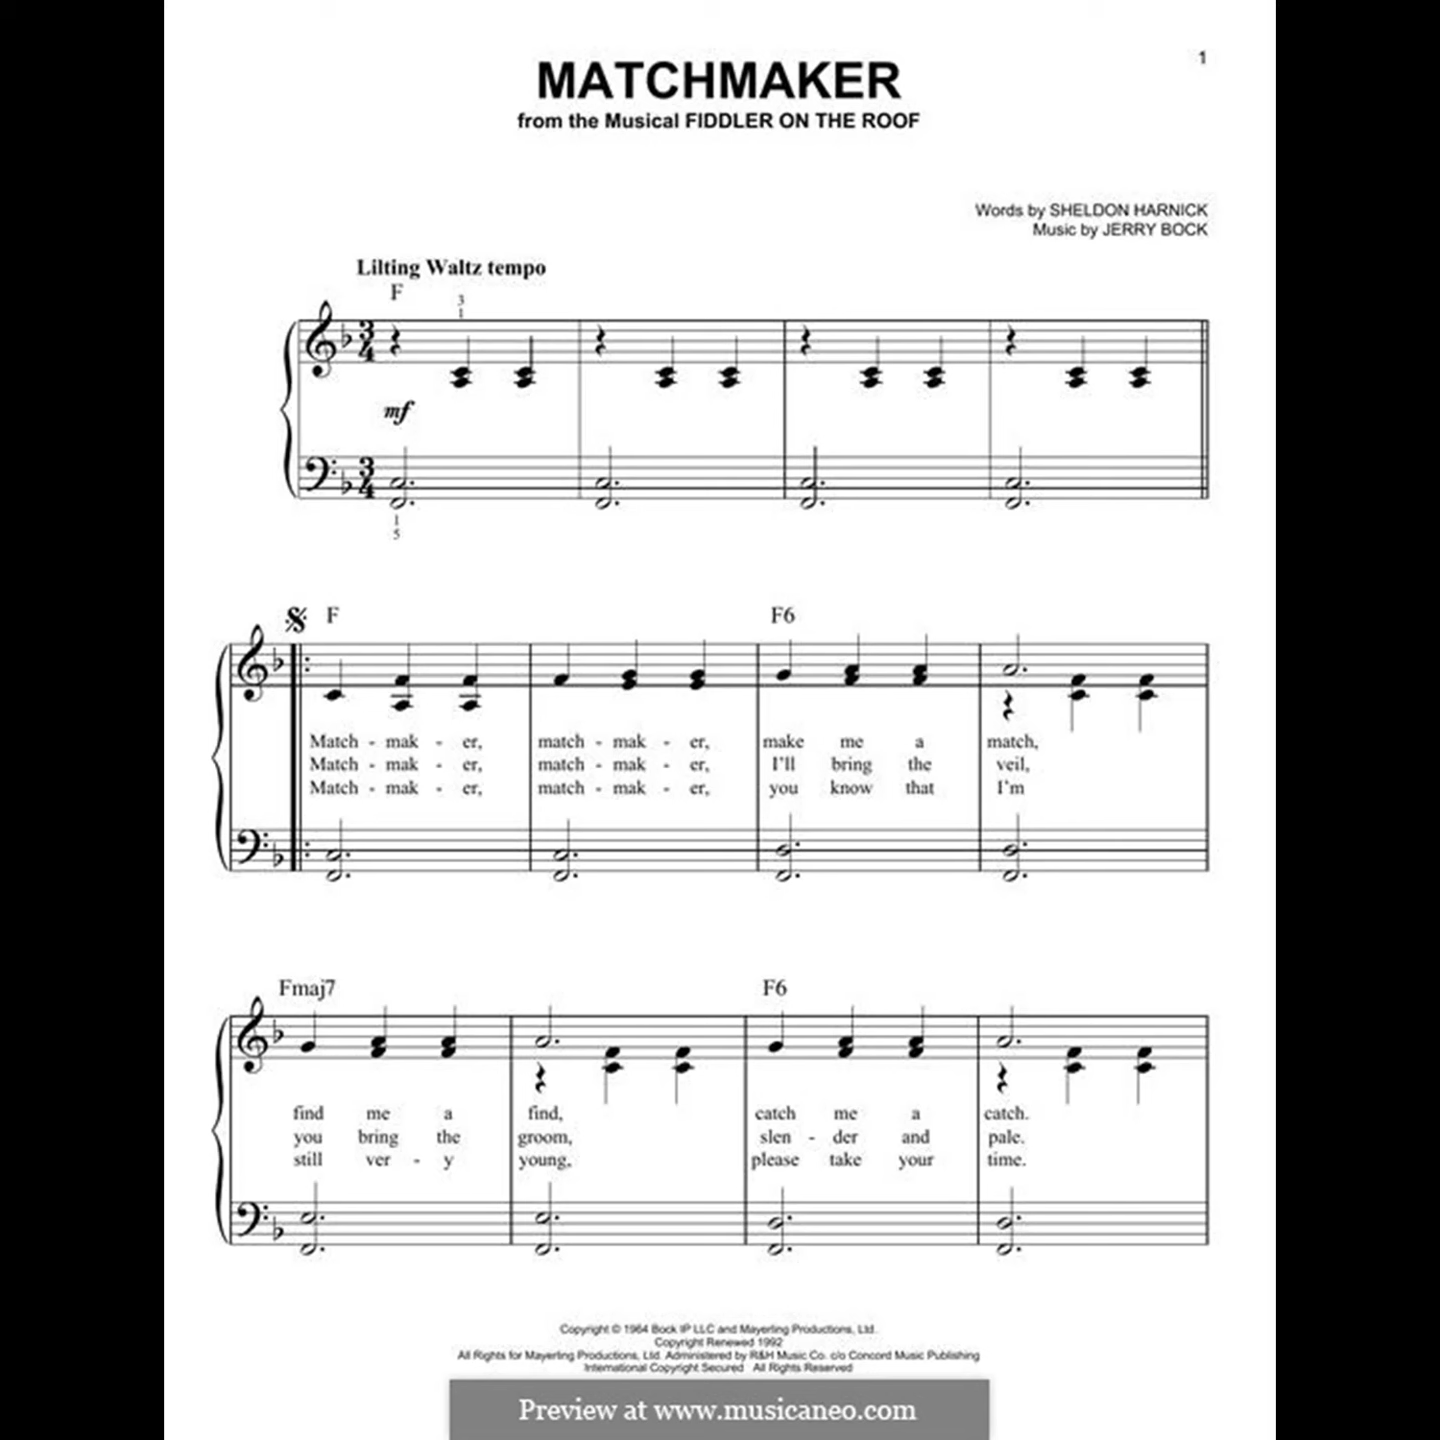 1
MATCHMAKER
from the Musical FIDDLER ON THE ROOF
Words by SHELDON HARNICK
Music by JERRY BOCK
Lilting Waltz tempo
F
3
1
3
4
mf
3
4
1
5
F F6
Match - mak - er, match - mak - er, make me a match,
Match - mak - er, match - mak - er, I'll bring the veil,
Match - mak - er, match - mak - er, you know that I'm
Fmaj7 F6
find me a find, catch me a catch.
you bring the groom, slen - der and pale.
still ver - y young, please take your time.
Copyright © 1964 Bock IP LLC and Mayerling Productions, Ltd.
Copyright Renewed 1992
All Rights for Mayerling Productions, Ltd. Administered by R&H Music Co. c/o Concord Music Publishing
International Copyright Secured All Rights Reserved
Preview at www.musicaneo.com